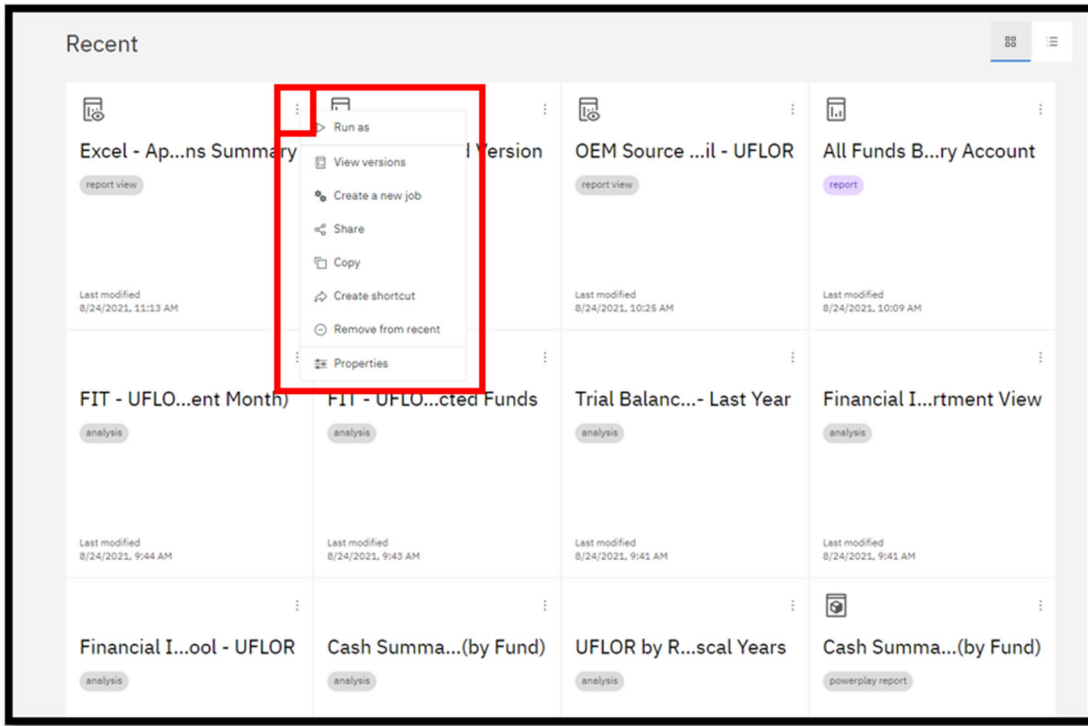 Recent
Excel - Ap...ns Summary
report view
Last modified
8/24/2021, 11:13 AM
Run as
View versions
Create a new job
Share
Copy
Create shortcut
Remove from recent
Properties
Version
OEM Source ...il - UFLOR
report view
Last modified
8/24/2021, 10:25 AM
All Funds B...ry Account
report
Last modified
8/24/2021, 10:09 AM
FIT - UFLO...ent Month)
analysis
Last modified
8/24/2021, 9:44 AM
FIT - UFLO...cted Funds
analysis
Last modified
8/24/2021, 9:43 AM
Trial Balanc...- Last Year
analysis
Last modified
8/24/2021, 9:41 AM
Financial I...rtment View
analysis
Last modified
8/24/2021, 9:41 AM
Financial I...ool - UFLOR
analysis
Cash Summa...(by Fund)
analysis
UFLOR by R...scal Years
analysis
Cash Summa...(by Fund)
powerplay report